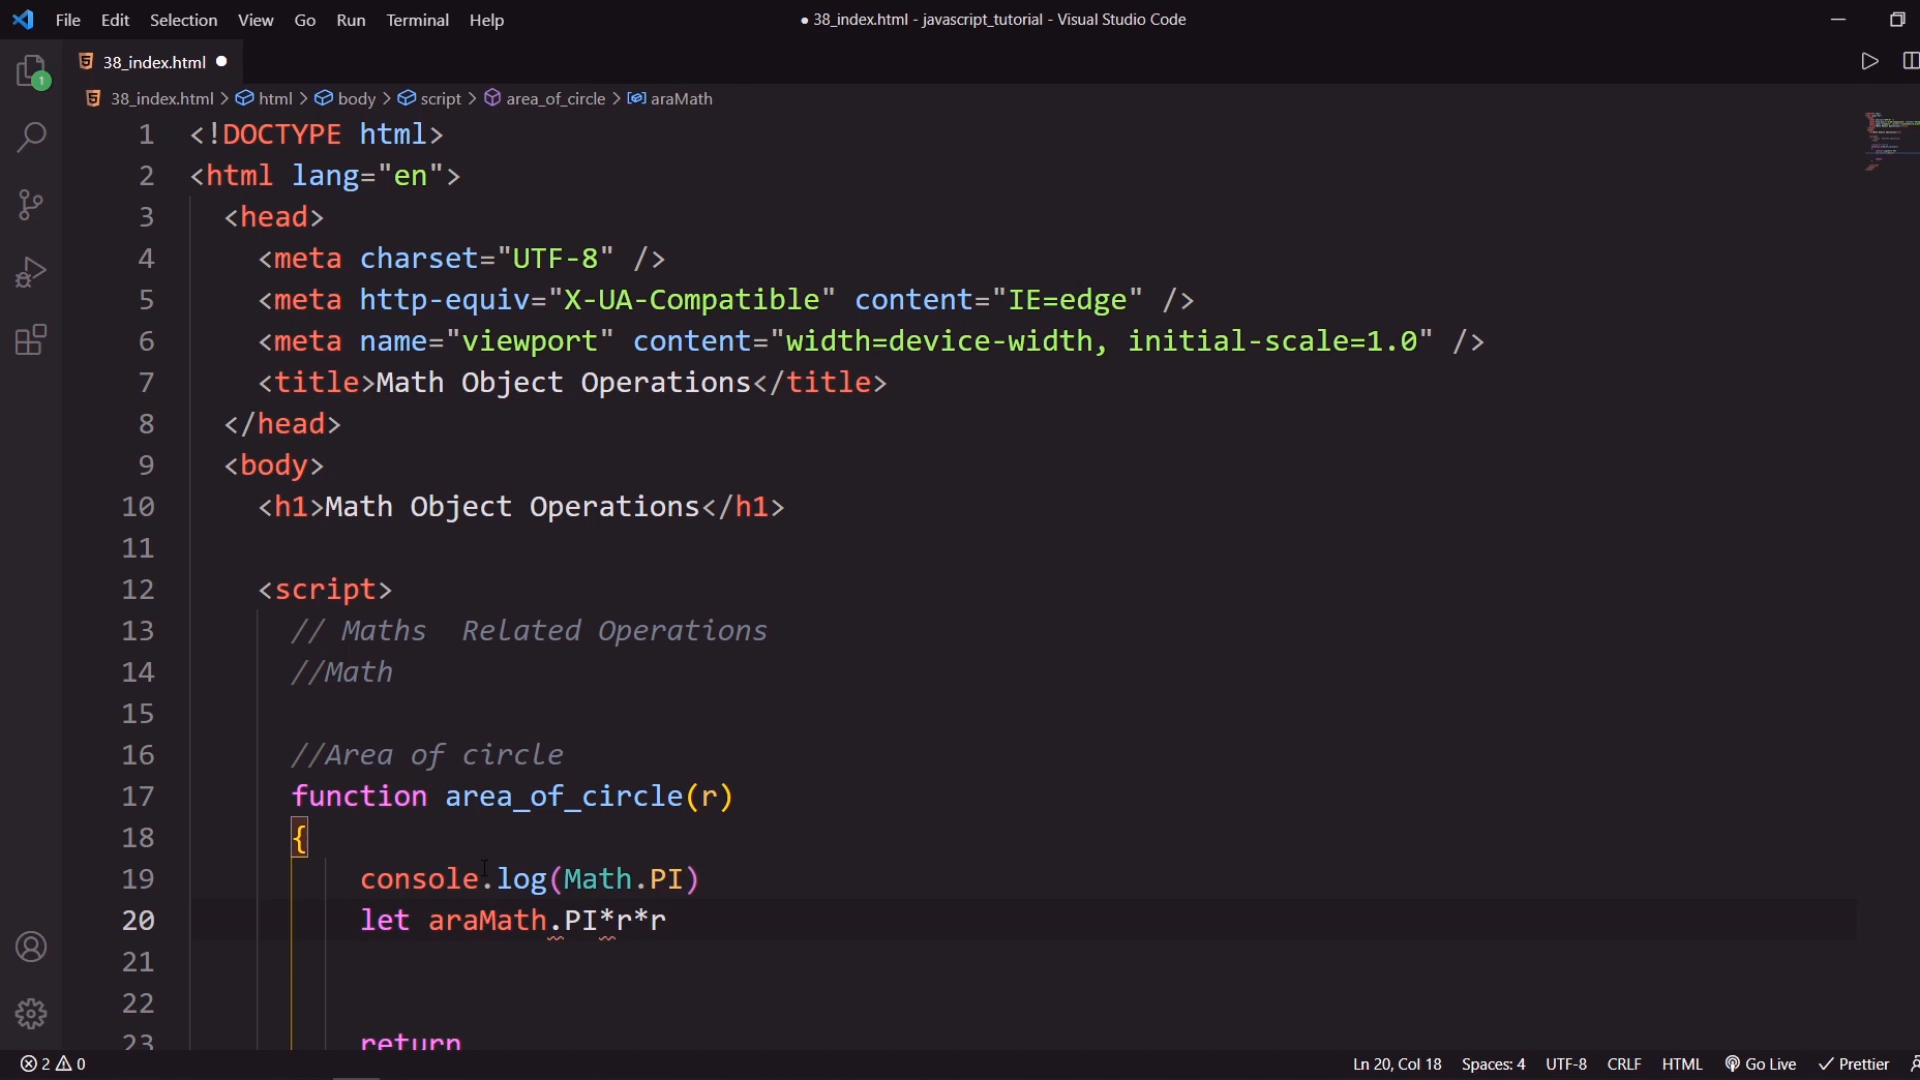 File Edit Selection View Go Run Terminal Help
● 38_index.html - javascript_tutorial - Visual Studio Code
38_index.html ●
38_index.html > html > body > script > area_of_circle > araMath
1 <!DOCTYPE html>
2 <html lang="en">
3 <head>
4 <meta charset="UTF-8" />
5 <meta http-equiv="X-UA-Compatible" content="IE=edge" />
6 <meta name="viewport" content="width=device-width, initial-scale=1.0" />
7 <title>Math Object Operations</title>
8 </head>
9 <body>
10 <h1>Math Object Operations</h1>
11
12 <script>
13 // Maths  Related Operations
14 //Math
15
16 //Area of circle
17 function area_of_circle(r)
18 {
19 console.log(Math.PI)
20 let araMath.PI*r*r
21
22
23 return
1
2 0
Ln 20, Col 18 Spaces: 4 UTF-8 CRLF HTML Go Live Prettier